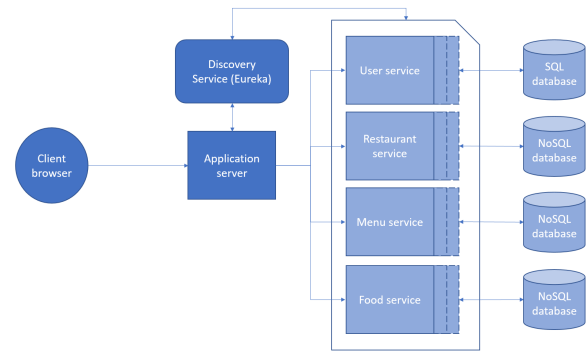 Discovery
Service (Eureka)
User service
SQL
database
Client
browser
Application
server
Restaurant
service
NoSQL
database
Menu service
NoSQL
database
Food service
NoSQL
database